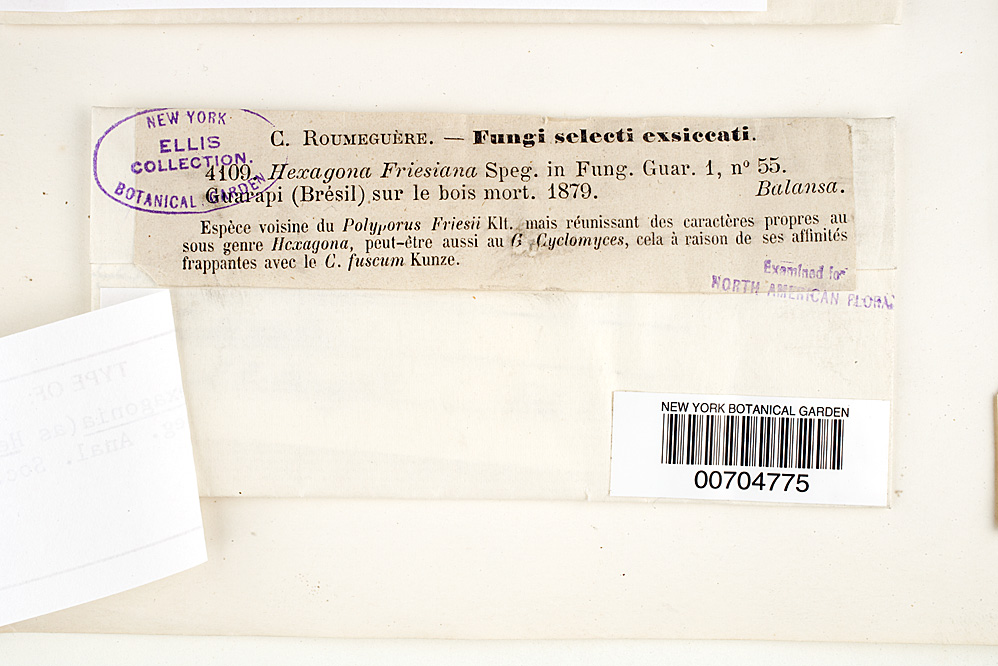 NEW YORK
ELLIS
COLLECTION.
BOTANICAL GARDEN
C. ROUMEGUÈRE. — Fungi selecti exsiccati.
4109. Hexagona Friesiana Speg. in Fung. Guar. 1, nº 55.
Guarapi (Brésil) sur le bois mort. 1879. Balansa.
Espèce voisine du Polyporus Friesii Klt. mais réunissant des caractères propres au
sous genre Hexagona, peut-être aussi au G. Cyclomyces, cela à raison de ses affinités
frappantes avec le C. fuscum Kunze.
Examined for
NORTH AMERICAN FLORA
TYPE OF:
NEW YORK BOTANICAL GARDEN
00704775